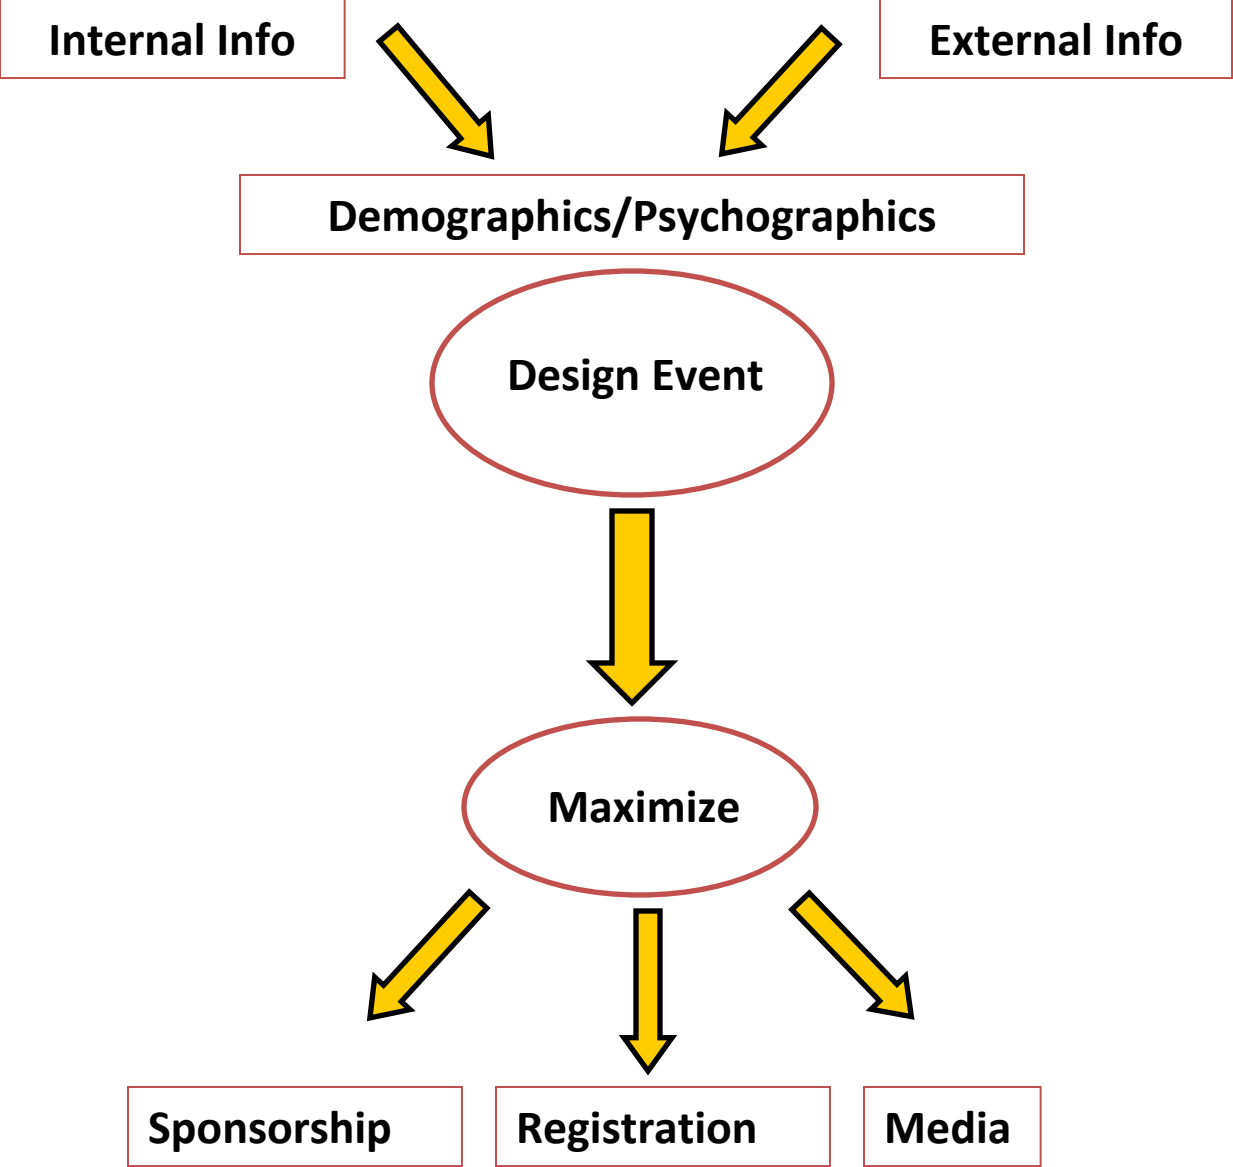 Internal Info
External Info
Demographics/Psychographics
Design Event
Maximize
Sponsorship
Registration
Media